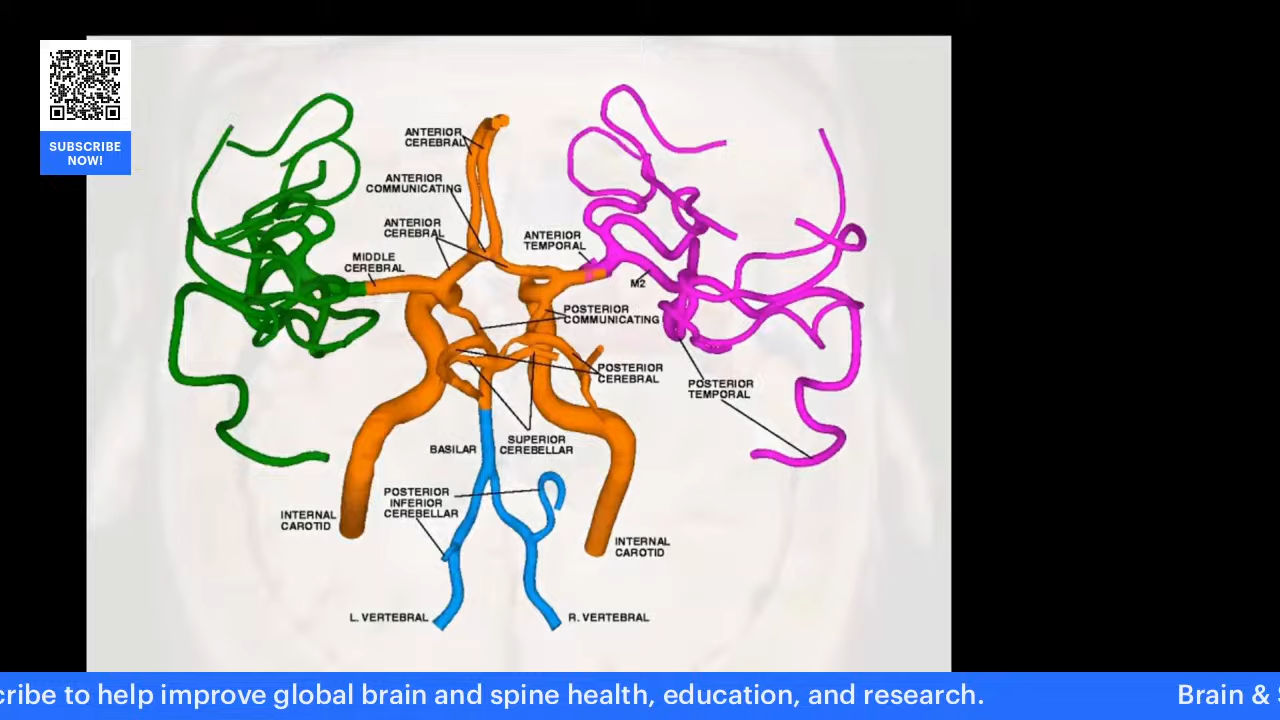 SUBSCRIBE
NOW!
ANTERIOR
CEREBRAL
ANTERIOR
COMMUNICATING
ANTERIOR
CEREBRAL
MIDDLE
CEREBRAL
ANTERIOR
TEMPORAL
M2
POSTERIOR
COMMUNICATING
POSTERIOR
CEREBRAL
POSTERIOR
TEMPORAL
SUPERIOR
CEREBELLAR
BASILAR
POSTERIOR
INFERIOR
CEREBELLAR
INTERNAL
CAROTID
INTERNAL
CAROTID
L. VERTEBRAL
R. VERTEBRAL
cribe to help improve global brain and spine health, education, and research. Brain &